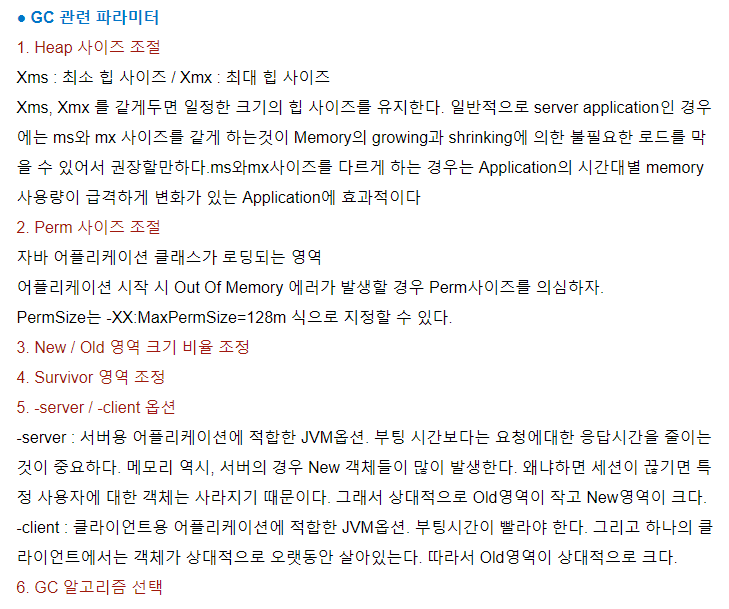 ● GC 관련 파라미터
1. Heap 사이즈 조절
Xms : 최소 힙 사이즈 / Xmx : 최대 힙 사이즈
Xms, Xmx 를 같게두면 일정한 크기의 힙 사이즈를 유지한다. 일반적으로 server application인 경우
에는 ms와 mx 사이즈를 같게 하는것이 Memory의 growing과 shrinking에 의한 불필요한 로드를 막
을 수 있어서 권장할만하다.ms와mx사이즈를 다르게 하는 경우는 Application의 시간대별 memory
사용량이 급격하게 변화가 있는 Application에 효과적이다
2. Perm 사이즈 조절
자바 어플리케이션 클래스가 로딩되는 영역
어플리케이션 시작 시 Out Of Memory 에러가 발생할 경우 Perm사이즈를 의심하자.
PermSize는 -XX:MaxPermSize=128m 식으로 지정할 수 있다.
3. New / Old 영역 크기 비율 조정
4. Survivor 영역 조정
5. -server / -client 옵션
-server : 서버용 어플리케이션에 적합한 JVM옵션. 부팅 시간보다는 요청에대한 응답시간을 줄이는
것이 중요하다. 메모리 역시, 서버의 경우 New 객체들이 많이 발생한다. 왜냐하면 세션이 끊기면 특
정 사용자에 대한 객체는 사라지기 때문이다. 그래서 상대적으로 Old영역이 작고 New영역이 크다.
-client : 클라이언트용 어플리케이션에 적합한 JVM옵션. 부팅시간이 빨라야 한다. 그리고 하나의 클
라이언트에서는 객체가 상대적으로 오랫동안 살아있는다. 따라서 Old영역이 상대적으로 크다.
6. GC 알고리즘 선택